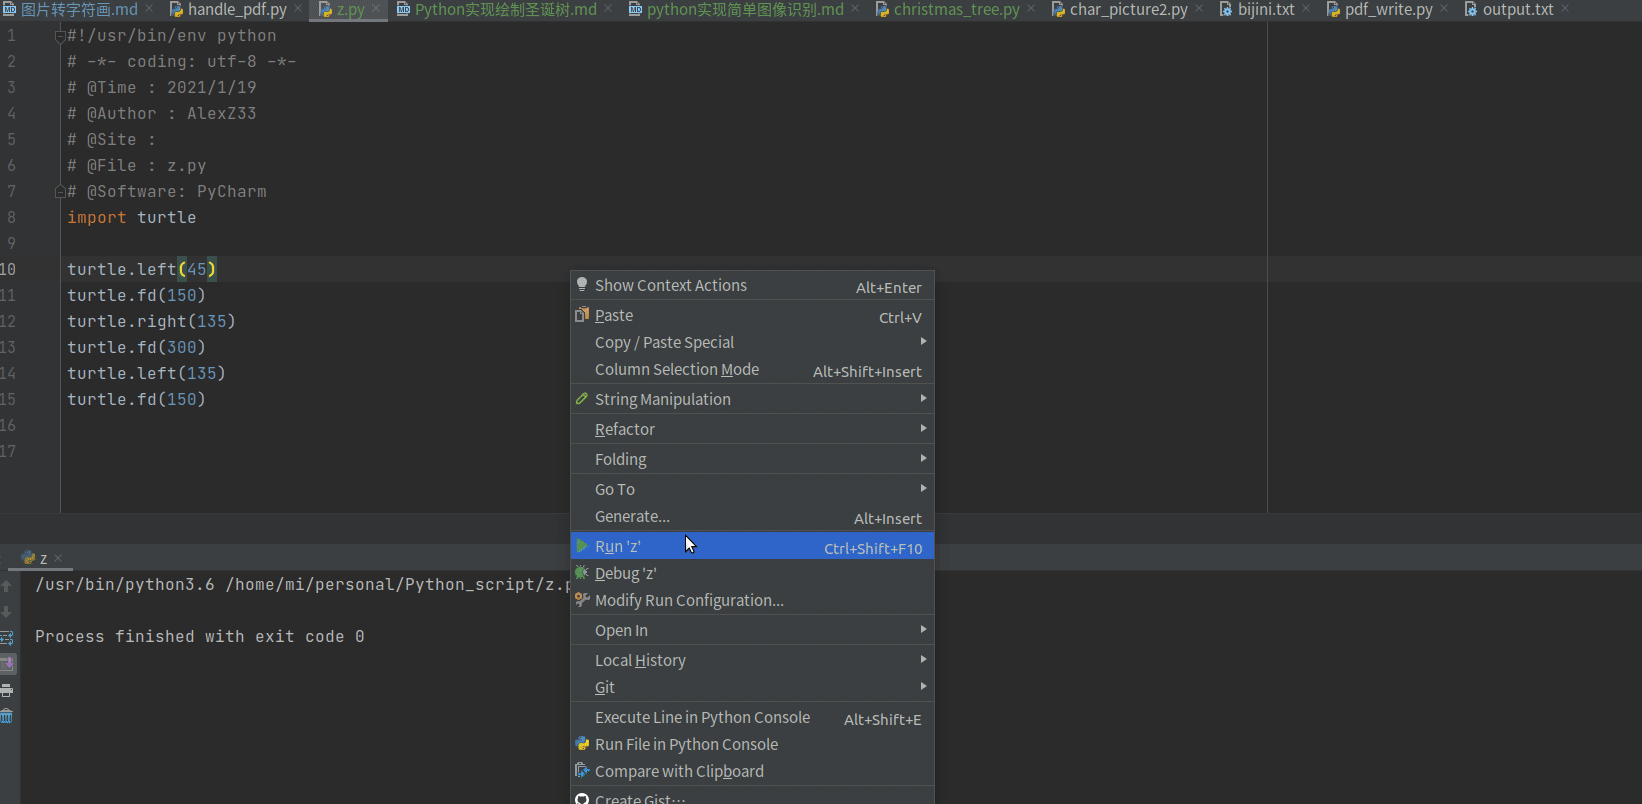 图片转字符画.md handle_pdf.py z.py Python实现绘制圣诞树.md python实现简单图像识别.md christmas_tree.py char_picture2.py bijini.txt pdf_write.py output.txt
1 #!/usr/bin/env python
2 # -*- coding: utf-8 -*-
3 # @Time : 2021/1/19
4 # @Author : AlexZ33
5 # @Site :
6 # @File : z.py
7 # @Software: PyCharm
8 import turtle
9
10 turtle.left(45)
11 turtle.fd(150)
12 turtle.right(135)
13 turtle.fd(300)
14 turtle.left(135)
15 turtle.fd(150)
16
17
Show Context Actions Alt+Enter
Paste Ctrl+V
Copy / Paste Special
Column Selection Mode Alt+Shift+Insert
String Manipulation
Refactor
Folding
Go To
Generate... Alt+Insert
Run 'z' Ctrl+Shift+F10
Debug 'z'
Modify Run Configuration...
Open In
Local History
Git
Execute Line in Python Console Alt+Shift+E
Run File in Python Console
Compare with Clipboard
Create Gist...
z
/usr/bin/python3.6 /home/mi/personal/Python_script/z.p
Process finished with exit code 0